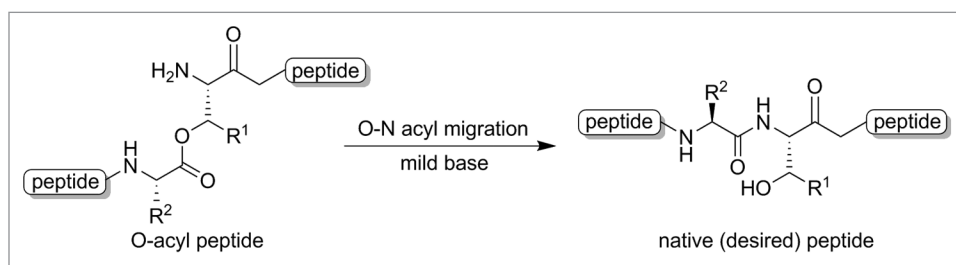 O
H₂N
peptide
O
R¹
H
N
O
peptide
R²
O-acyl peptide
O-N acyl migration
mild base
R²
H
N
O
peptide
N
H
O
peptide
HO
R¹
native (desired) peptide